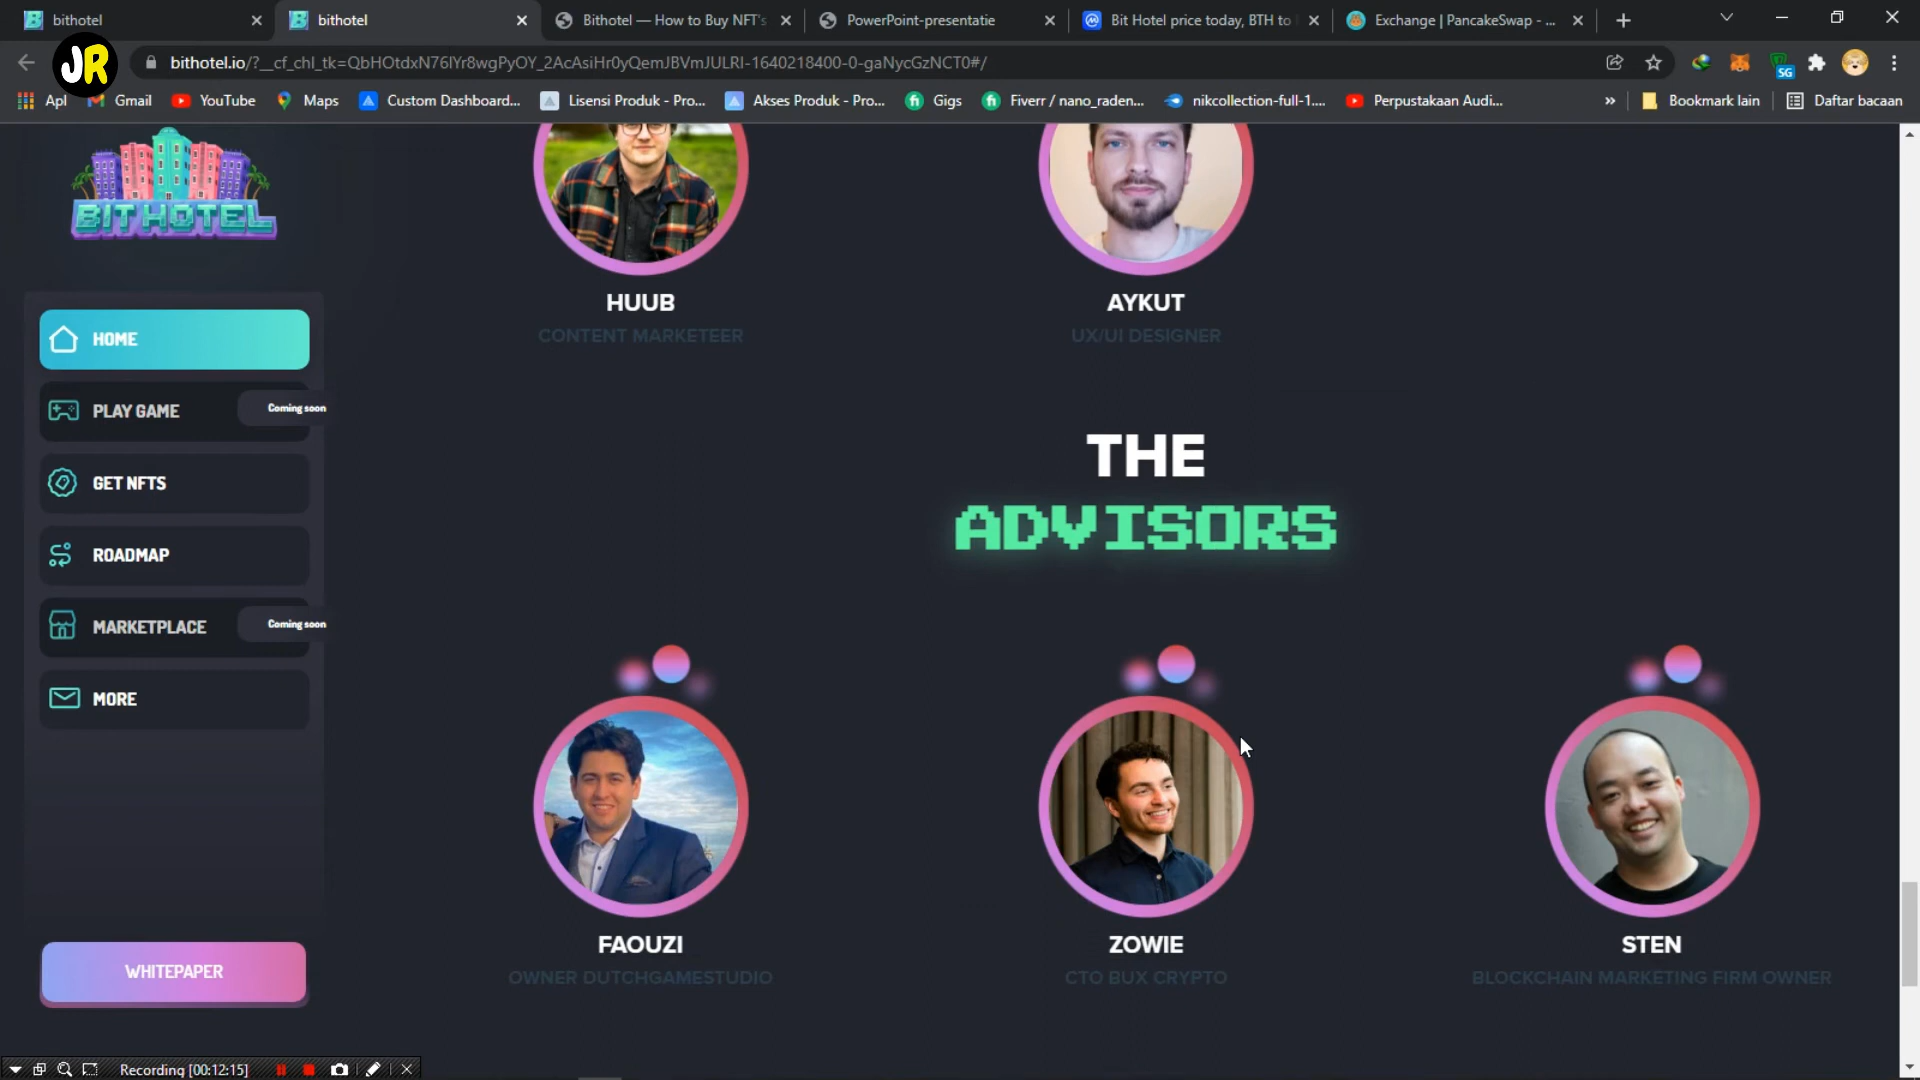 bithotel
bithotel
Bithotel — How to Buy NFT's
PowerPoint-presentatie
Bit Hotel price today, BTH to
Exchange | PancakeSwap - ...
JR
bithotel.io/?__cf_chl_tk=QbHOtdxN76lYr8wgPyOY_2AcAsiHr0yQemJBVmJULRI-1640218400-0-gaNycGzNCT0#/
SG
Apl
Gmail
YouTube
Maps
Custom Dashboard...
Lisensi Produk - Pro...
Akses Produk - Pro...
Gigs
Fiverr / nano_raden...
nikcollection-full-1....
Perpustakaan Audi...
»
Bookmark lain
Daftar bacaan
BIT HOTEL
HOME
PLAY GAME
Coming soon
GET NFTS
ROADMAP
MARKETPLACE
Coming soon
MORE
WHITEPAPER
HUUB
CONTENT MARKETEER
AYKUT
UX/UI DESIGNER
THE
ADVISORS
FAOUZI
OWNER DUTCHGAMESTUDIO
ZOWIE
CTO BUX CRYPTO
STEN
BLOCKCHAIN MARKETING FIRM OWNER
Recording [00:12:15]